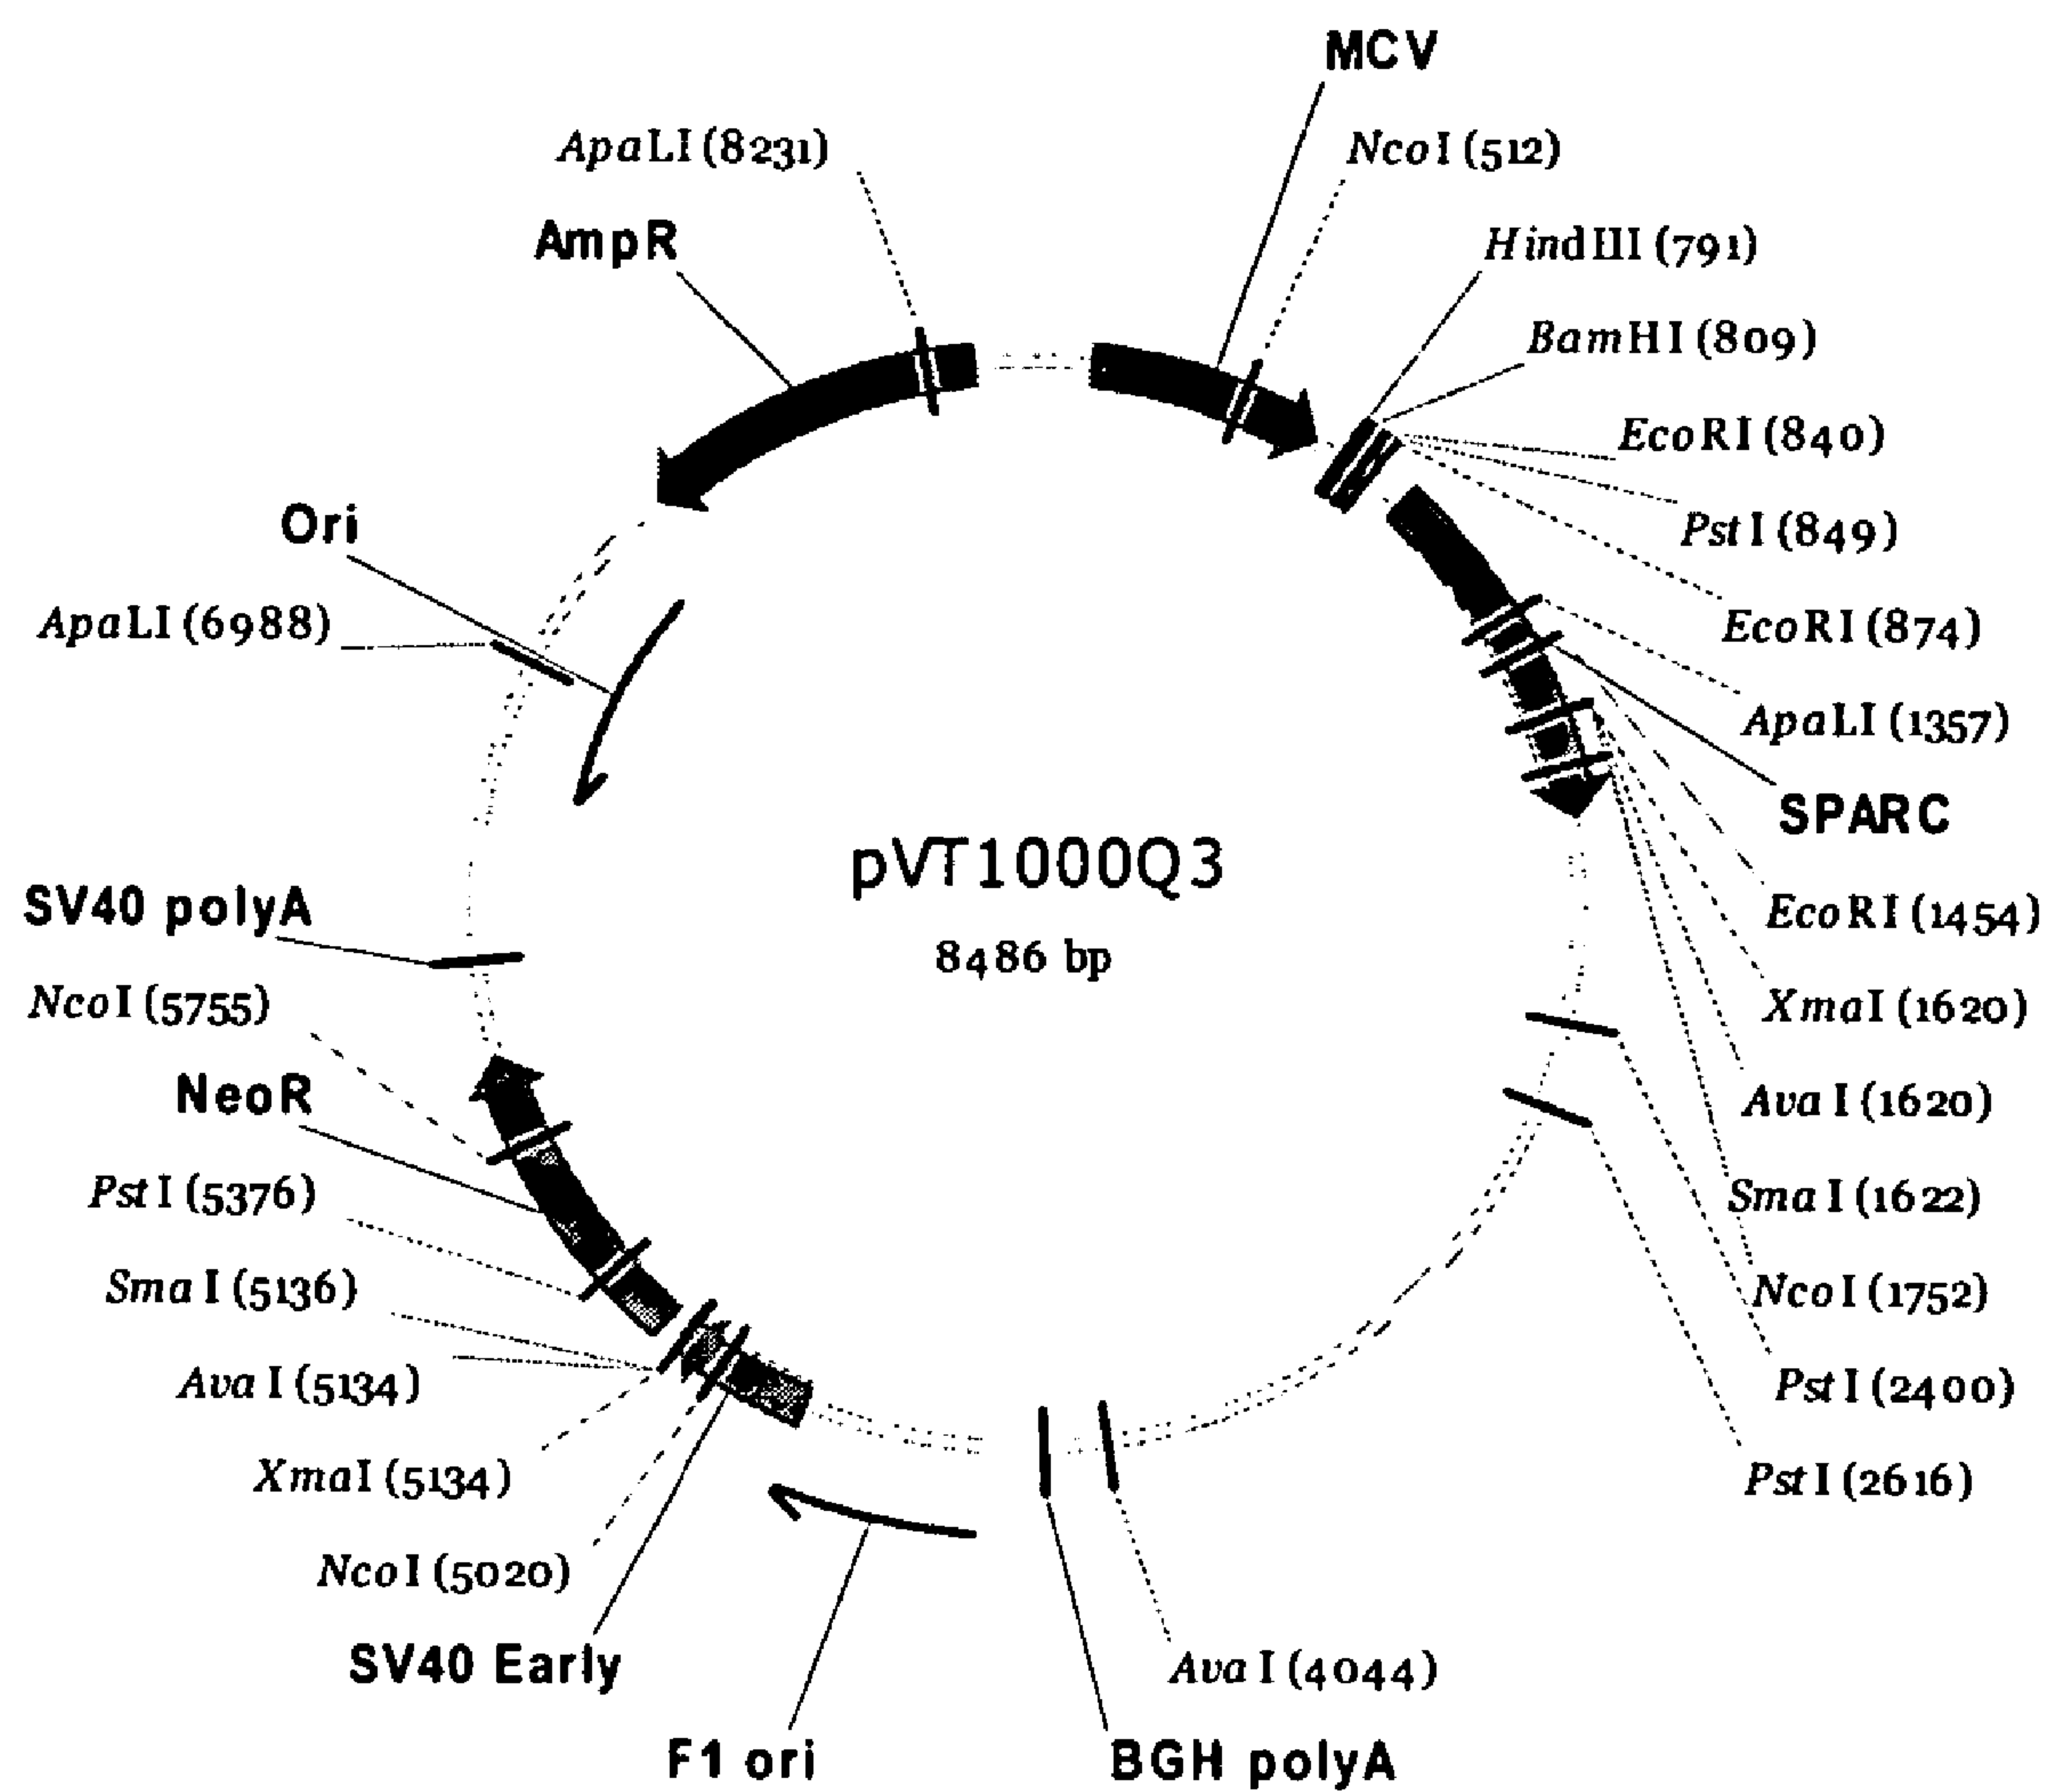 MCV
ApaLI (8231)
NcoI (512)
AmpR
HindIII (791)
BamHI (809)
EcoRI (840)
Ori
PstI (849)
ApaLI (6988)
EcoRI (874)
ApaLI (1357)
SPARC
pVT1000Q3
8486 bp
SV40 polyA
EcoRI (1454)
NcoI (5755)
XmaI (1620)
NeoR
AvaI (1620)
PstI (5376)
SmaI (1622)
SmaI (5136)
NcoI (1752)
AvaI (5134)
PstI (2400)
XmaI (5134)
PstI (2616)
NcoI (5020)
SV40 Early
AvaI (4044)
F1 ori
BGH polyA